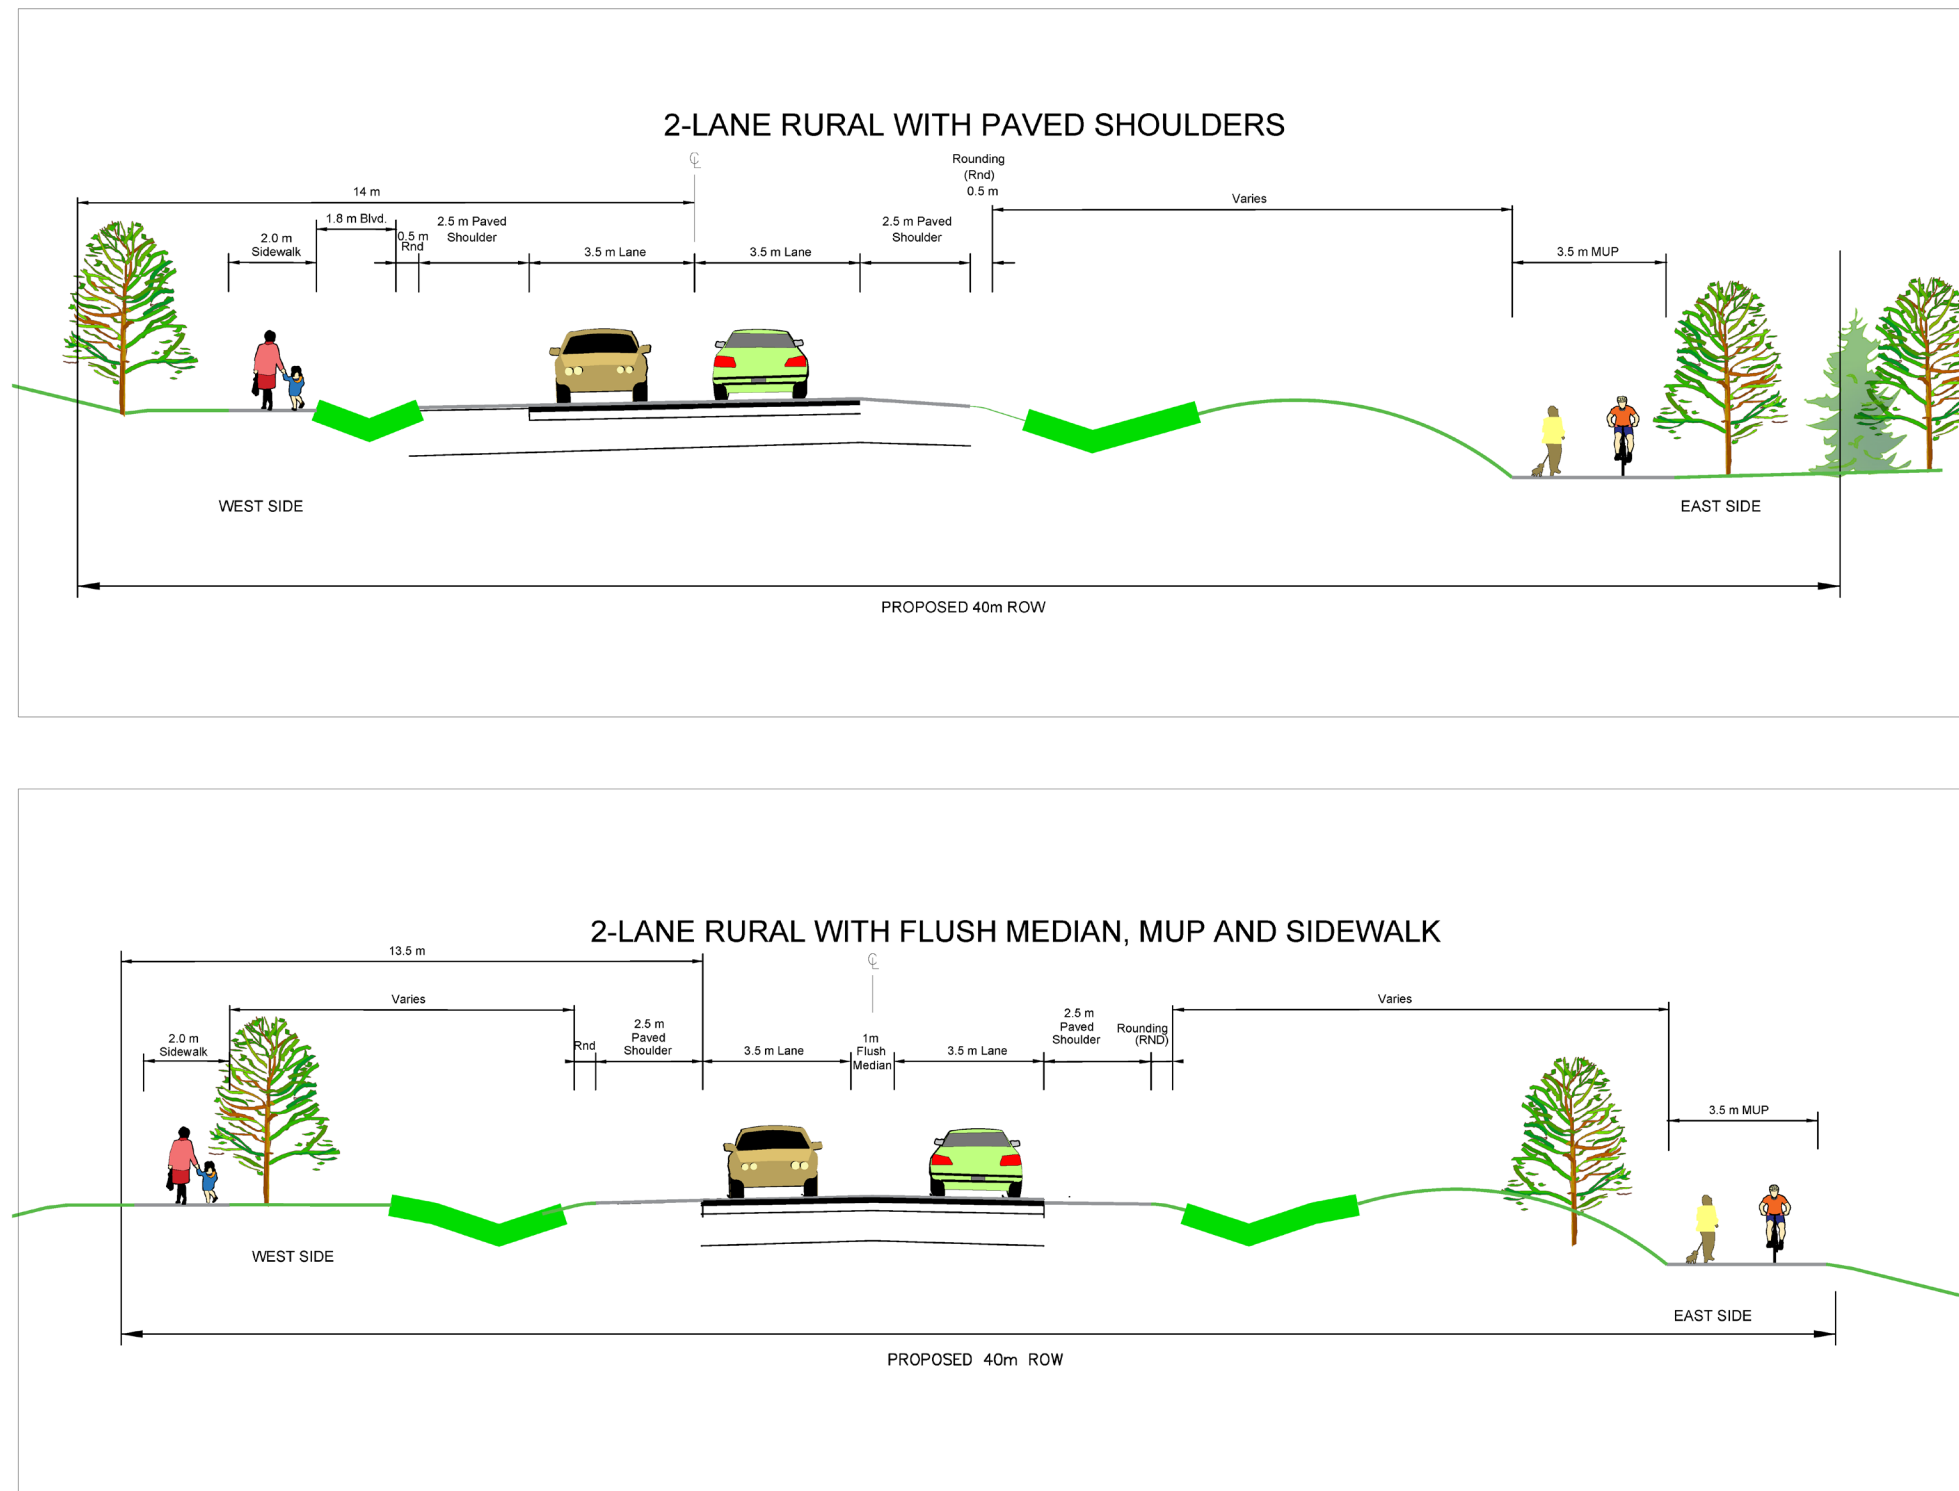 2-LANE RURAL WITH PAVED SHOULDERS
℄
Rounding
(Rnd)
0.5 m
14 m
Varies
1.8 m Blvd.
2.5 m Paved
Shoulder
2.5 m Paved
Shoulder
0.5 m
Rnd
2.0 m
Sidewalk
3.5 m Lane
3.5 m Lane
3.5 m MUP
WEST SIDE
EAST SIDE
PROPOSED 40m ROW
2-LANE RURAL WITH FLUSH MEDIAN, MUP AND SIDEWALK
13.5 m
℄
Varies
Varies
2.0 m
Sidewalk
Rnd
2.5 m
Paved
Shoulder
3.5 m Lane
1m
Flush
Median
3.5 m Lane
2.5 m
Paved
Shoulder
Rounding
(RND)
3.5 m MUP
WEST SIDE
EAST SIDE
PROPOSED 40m ROW